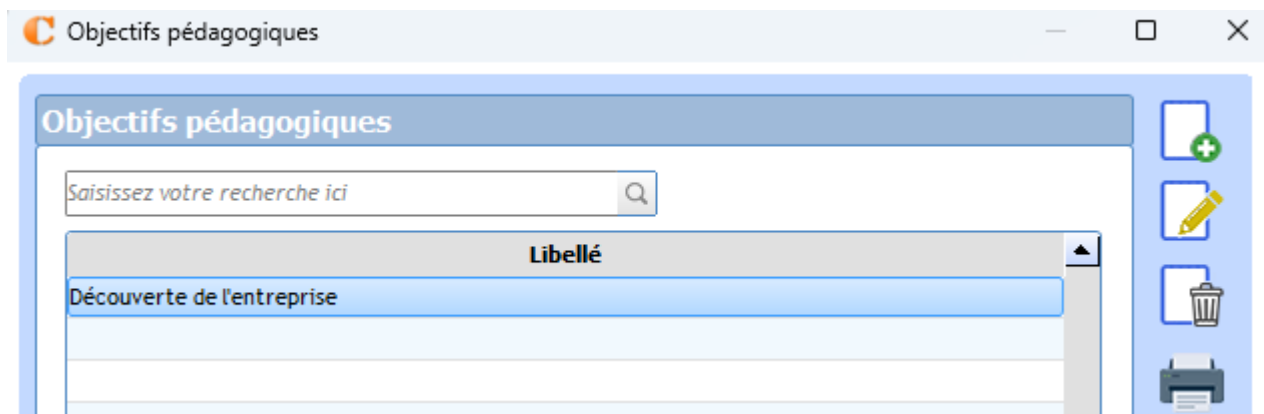 Objectifs pédagogiques
Objectifs pédagogiques
Saisissez votre recherche ici
Libellé
Découverte de l'entreprise